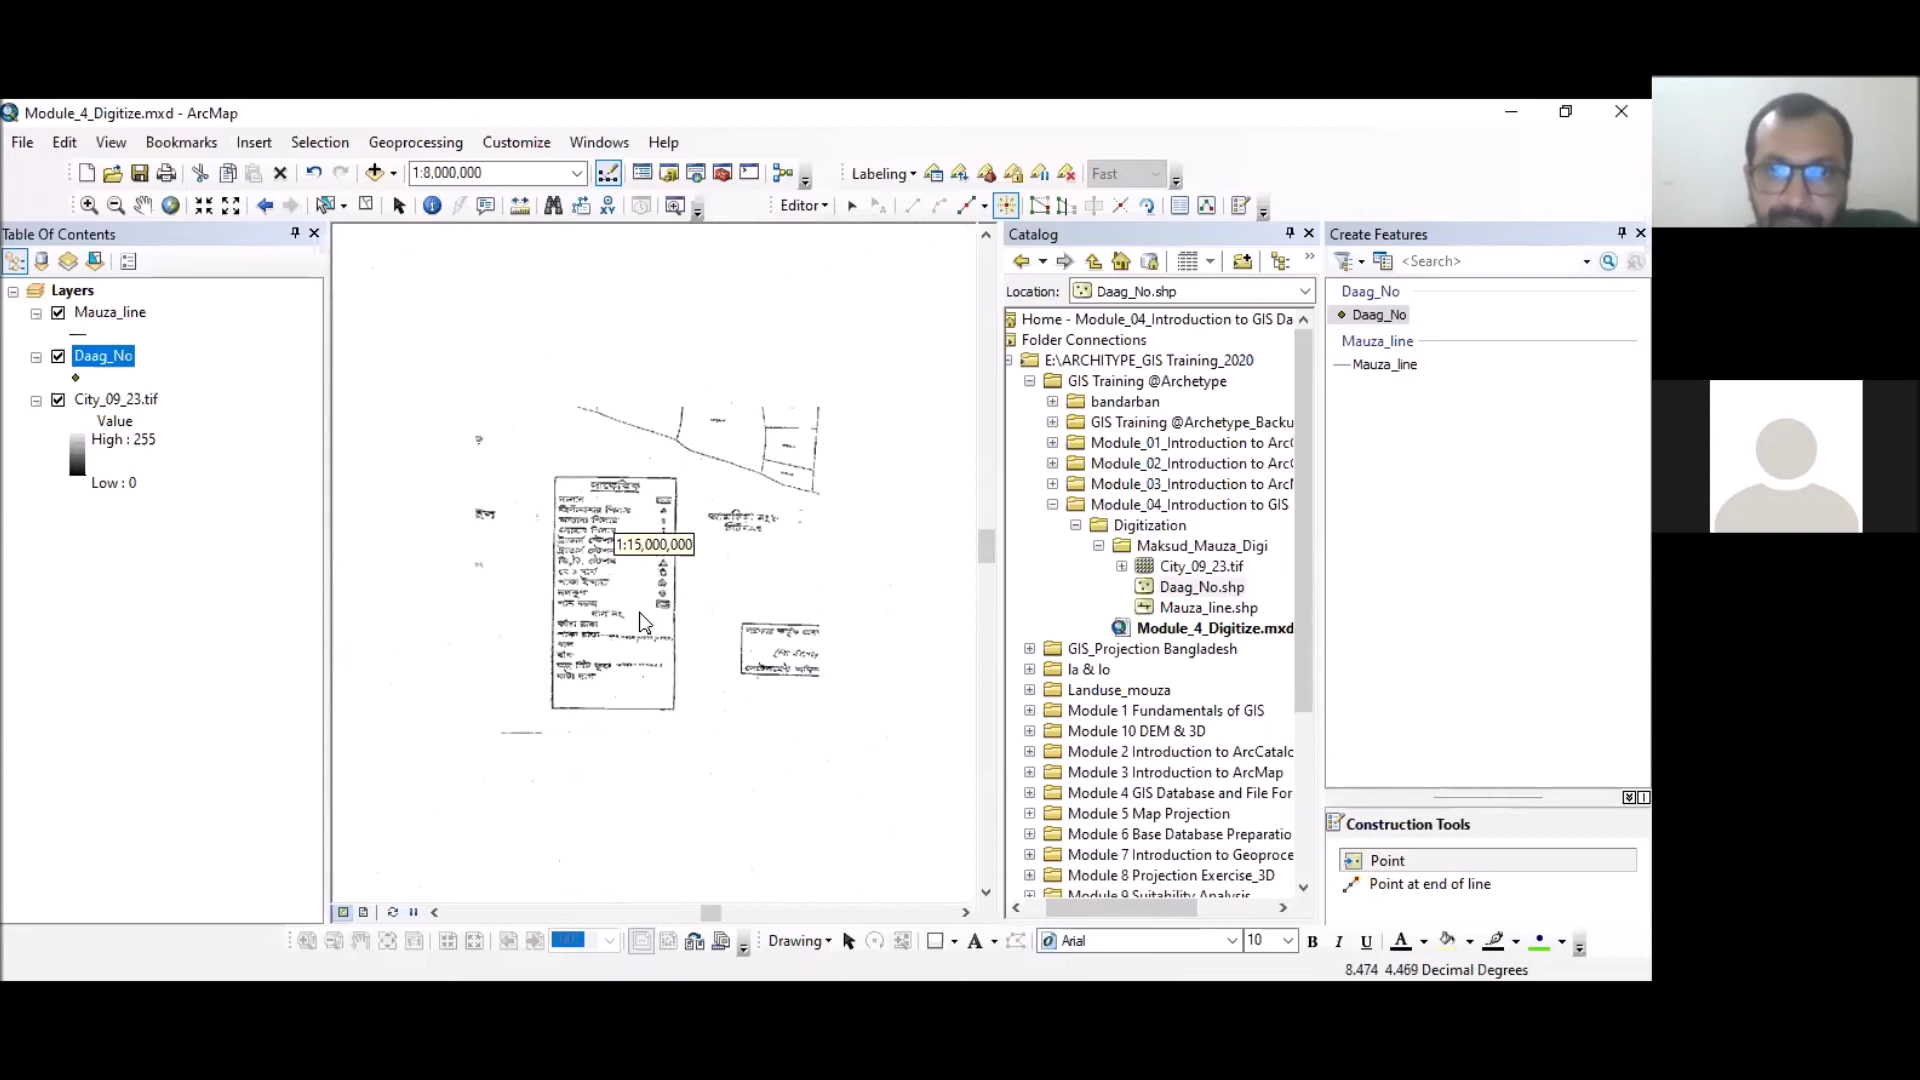 Module_4_Digitize.mxd - ArcMap
File Edit View Bookmarks Insert Selection Geoprocessing Customize Windows Help
1:8,000,000
Labeling
Fast
Editor
Table Of Contents
Layers
Mauza_line
Daag_No
City_09_23.tif
Value
High : 255
Low : 0
1:15,000,000
Catalog
Location: Daag_No.shp
Home - Module_04_Introduction to GIS Da
Folder Connections
E:\ARCHITYPE_GIS Training_2020
GIS Training @Archetype
bandarban
GIS Training @Archetype_Backu
Module_01_Introduction to Arc
Module_02_Introduction to Arc
Module_03_Introduction to Arc
Module_04_Introduction to GIS
Digitization
Maksud_Mauza_Digi
City_09_23.tif
Daag_No.shp
Mauza_line.shp
Module_4_Digitize.mxd
GIS_Projection Bangladesh
la & lo
Landuse_mouza
Module 1 Fundamentals of GIS
Module 10 DEM & 3D
Module 2 Introduction to ArcCatalc
Module 3 Introduction to ArcMap
Module 4 GIS Database and File For
Module 5 Map Projection
Module 6 Base Database Preparatio
Module 7 Introduction to Geoproce
Module 8 Projection Exercise_3D
Module 9 Suitability Analysis
Create Features
<Search>
Daag_No
Daag_No
Mauza_line
Mauza_line
Construction Tools
Point
Point at end of line
Drawing
Arial
10
B I U A
8.474 4.469 Decimal Degrees